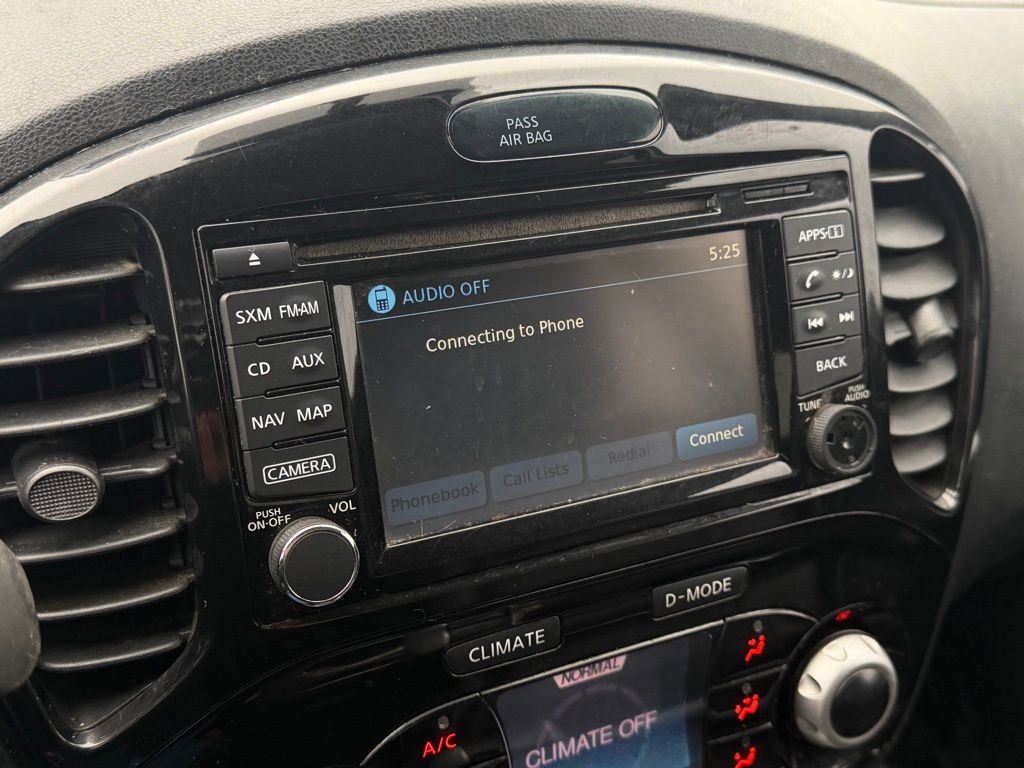 PASS
AIR BAG
APPS
SXM FM-AM
CD AUX
NAV MAP
CAMERA
PUSH
ON-OFF
VOL
AUDIO OFF
5:25
Connecting to Phone
Phonebook
Call Lists
Redial
Connect
BACK
TUNE
PUSH
AUDIO
D-MODE
CLIMATE
NORMAL
CLIMATE OFF
A/C